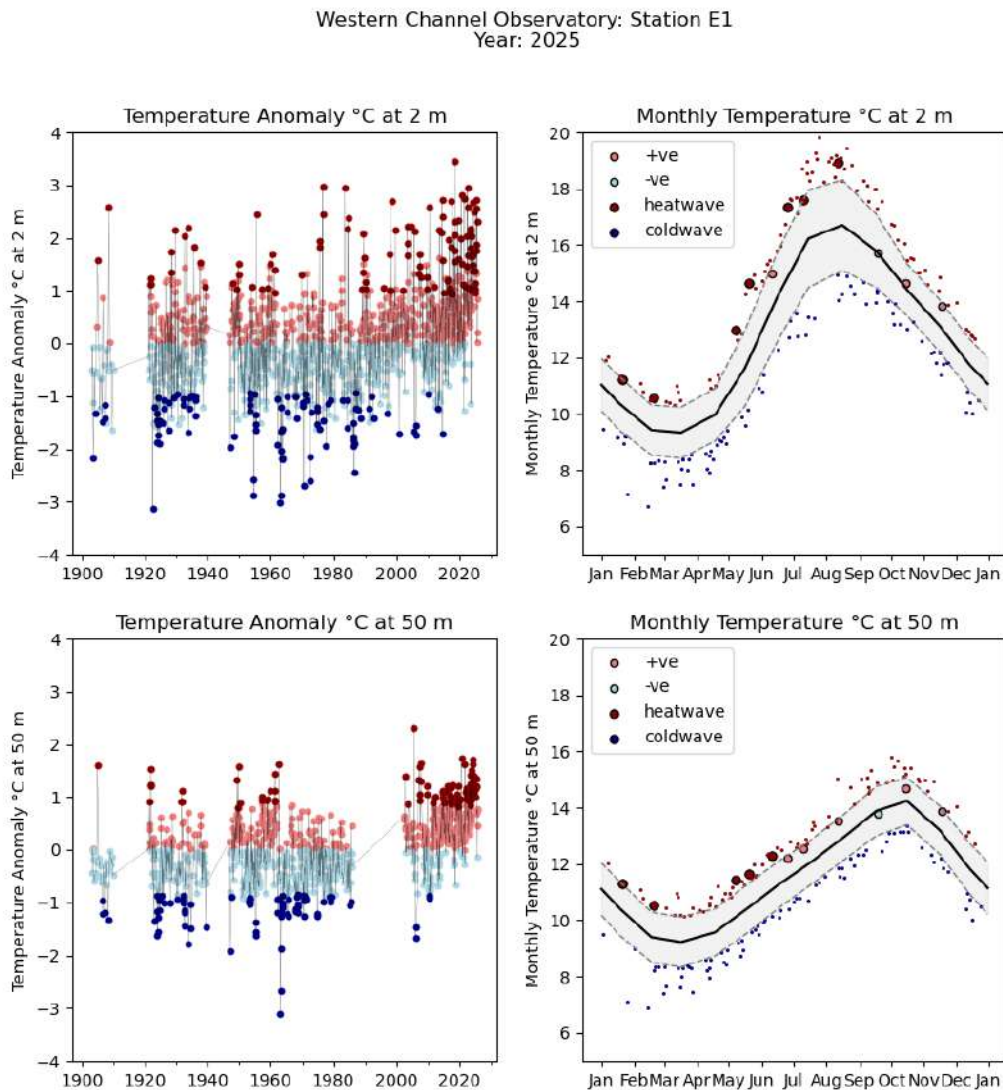 Western Channel Observatory: Station E1
Year: 2025
Temperature Anomaly °C at 2 m
Temperature Anomaly °C at 2 m
4
3
2
1
0
−1
−2
−3
−4
1900 1920 1940 1960 1980 2000 2020
Monthly Temperature °C at 2 m
Monthly Temperature °C at 2 m
20
18
16
14
12
10
8
6
+ve
-ve
heatwave
coldwave
Jan Feb Mar Apr May Jun Jul Aug Sep Oct Nov Dec Jan
Temperature Anomaly °C at 50 m
Temperature Anomaly °C at 50 m
4
3
2
1
0
−1
−2
−3
−4
1900 1920 1940 1960 1980 2000 2020
Monthly Temperature °C at 50 m
Monthly Temperature °C at 50 m
20
18
16
14
12
10
8
6
+ve
-ve
heatwave
coldwave
Jan Feb Mar Apr May Jun Jul Aug Sep Oct Nov Dec Jan